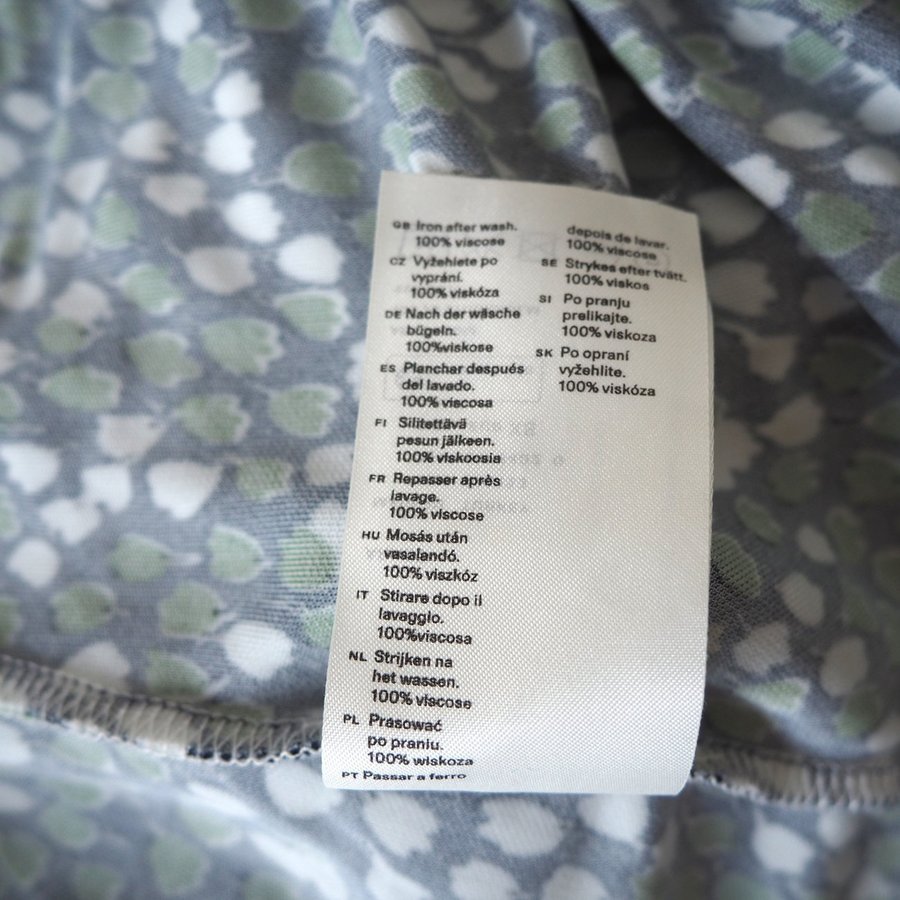 GB Iron after wash.
100% viscose
CZ Vyžehlete po
vyprání.
100% viskóza
DE Nach der wäsche
bügeln.
100%viskose
ES Planchar después
del lavado.
100% viscosa
FI Silitettävä
pesun jälkeen.
100% viskoosia
FR Repasser après
lavage.
100% viscose
HU Mosás után
vasalandó.
100% viszkóz
IT Stirare dopo il
lavaggio.
100%viscosa
NL Strijken na
het wassen.
100% viscose
PL Prasować
po praniu.
100% wiskoza
PT Passar a ferro
depois de lavar.
100% viscose
SE Strykes efter tvätt.
100% viskos
SI Po pranju
prelikajte.
100% viskoza
SK Po opraní
vyžehlite.
100% viskóza